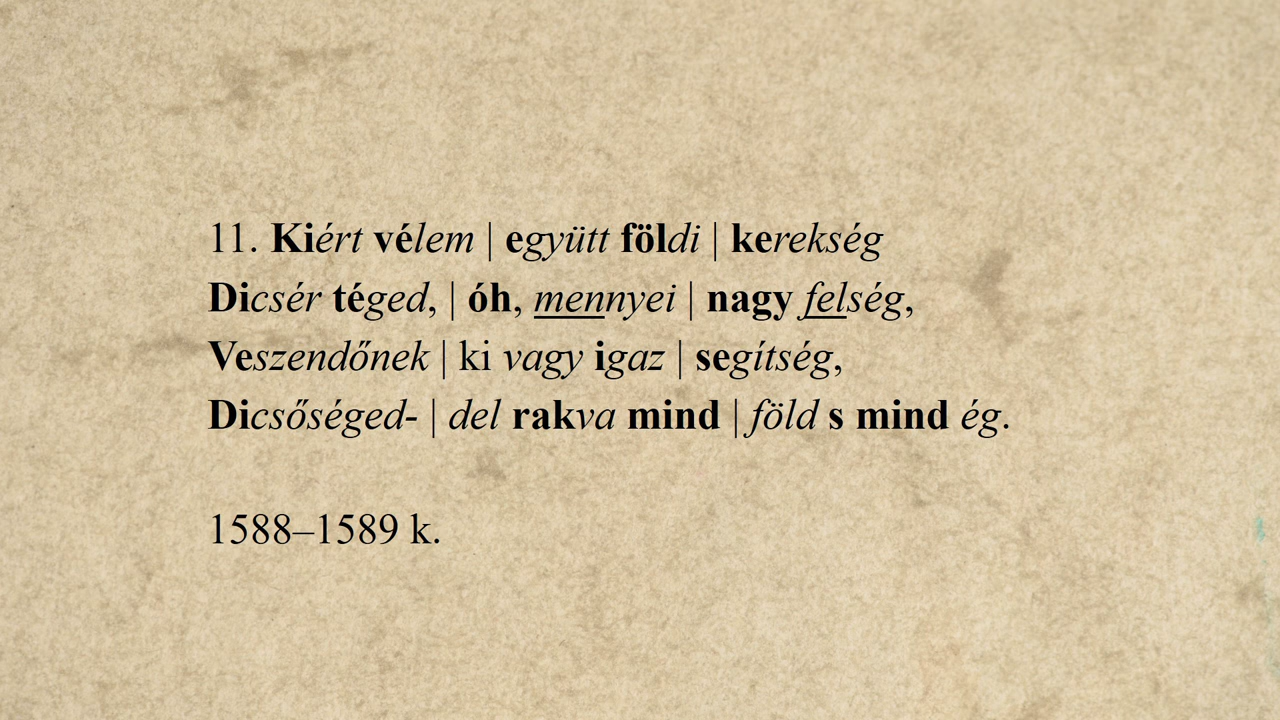 11. Kiért vélem | együtt földi | kerekség
Dicsér téged, | óh, mennyei | nagy felség,
Veszendőnek | ki vagy igaz | segítség,
Dicsőséged- | del rakva mind | föld s mind ég.
1588–1589 k.